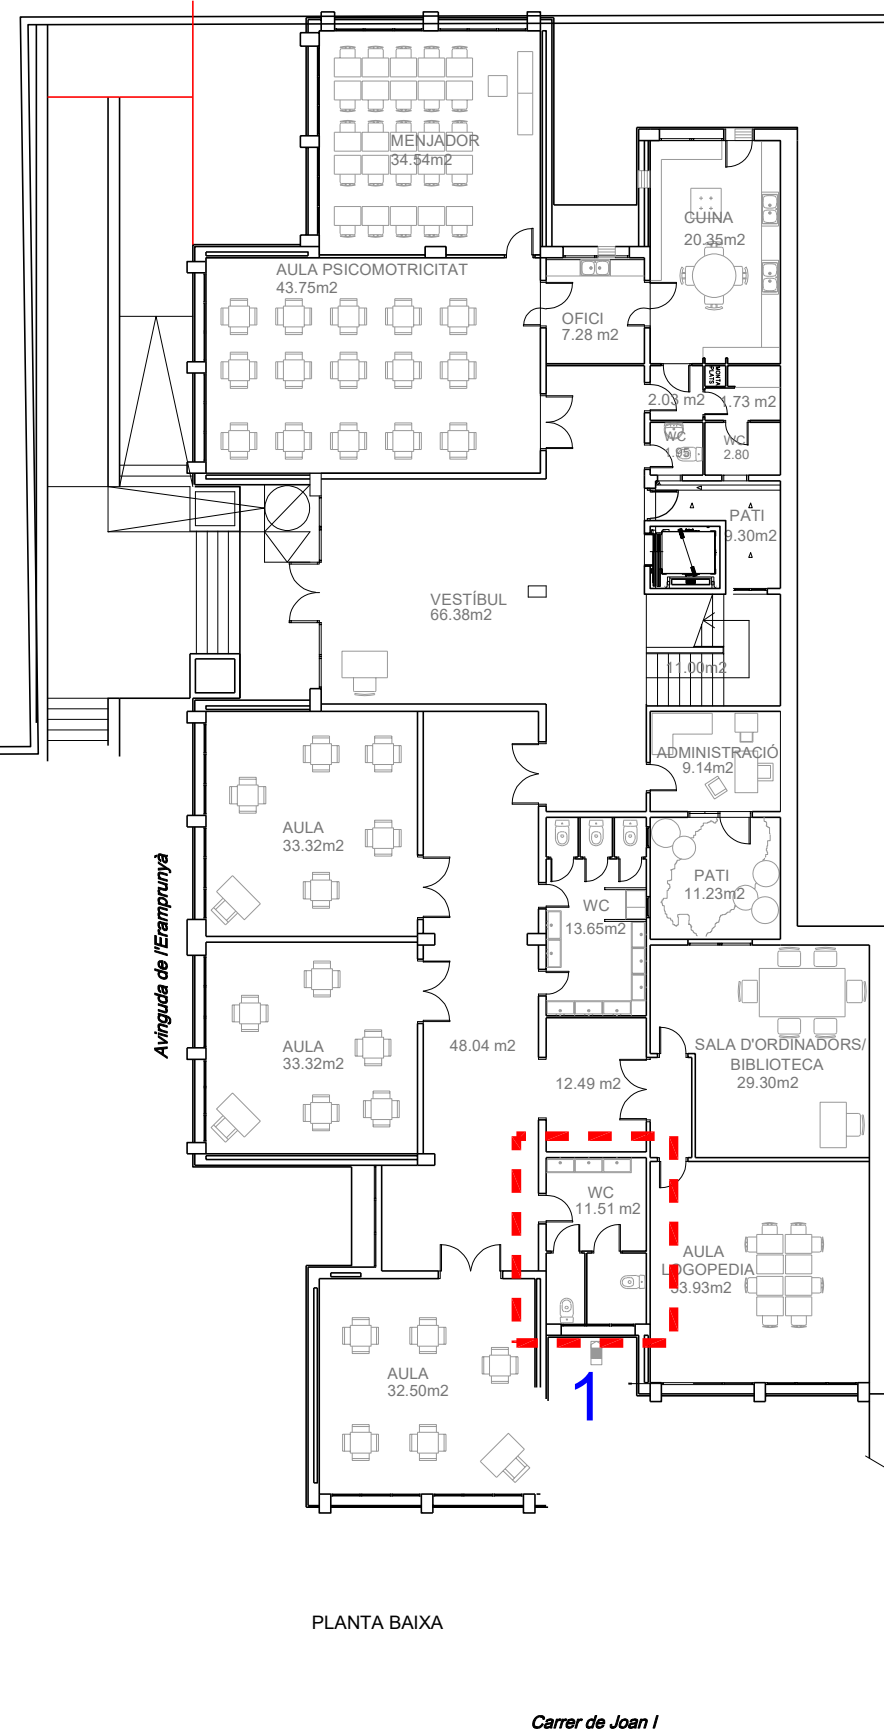 MENJADOR
34.54m2
CUINA
20.35m2
AULA PSICOMOTRICITAT
43.75m2
OFICI
7.28 m2
MONTA
PLATS
2.03 m2
1.73 m2
WC
1.95
WC
2.80
PATI
9.30m2
VESTÍBUL
66.38m2
11.00m2
ADMINISTRACIÓ
9.14m2
AULA
33.32m2
PATI
11.23m2
WC
13.65m2
Avinguda de l'Eramprunyà
AULA
33.32m2
48.04 m2
SALA D'ORDINADORS/
BIBLIOTECA
29.30m2
12.49 m2
WC
11.51 m2
AULA
LOGOPEDIA
33.93m2
AULA
32.50m2
1
PLANTA BAIXA
Carrer de Joan I